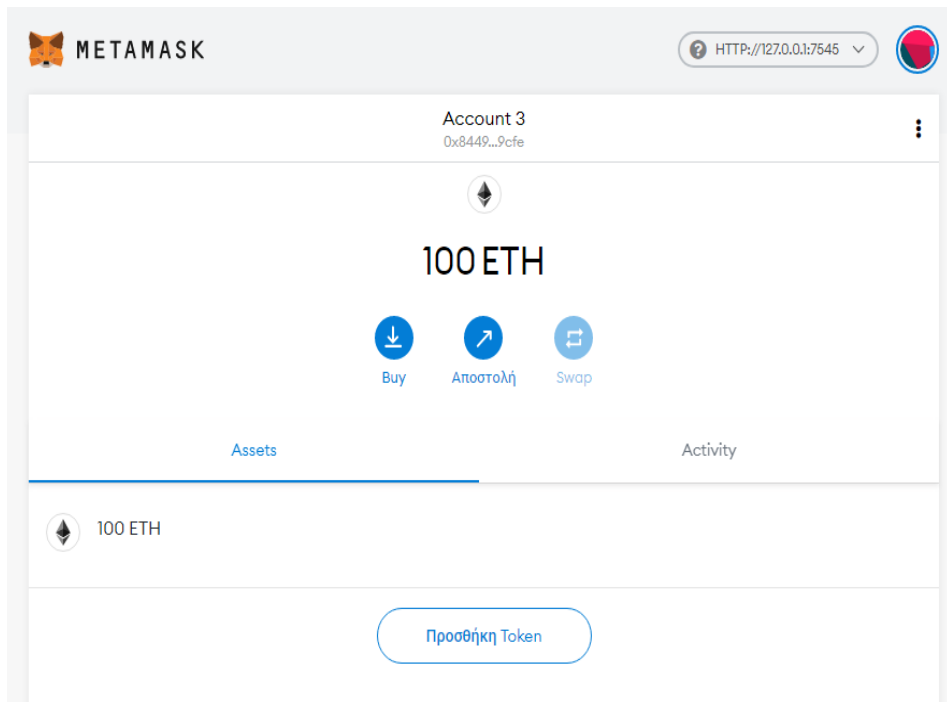 METAMASK
? HTTP://127.0.0.1:7545
Account 3
0x8449...9cfe
100 ETH
Buy Αποστολή Swap
Assets Activity
100 ETH
Προσθήκη Token